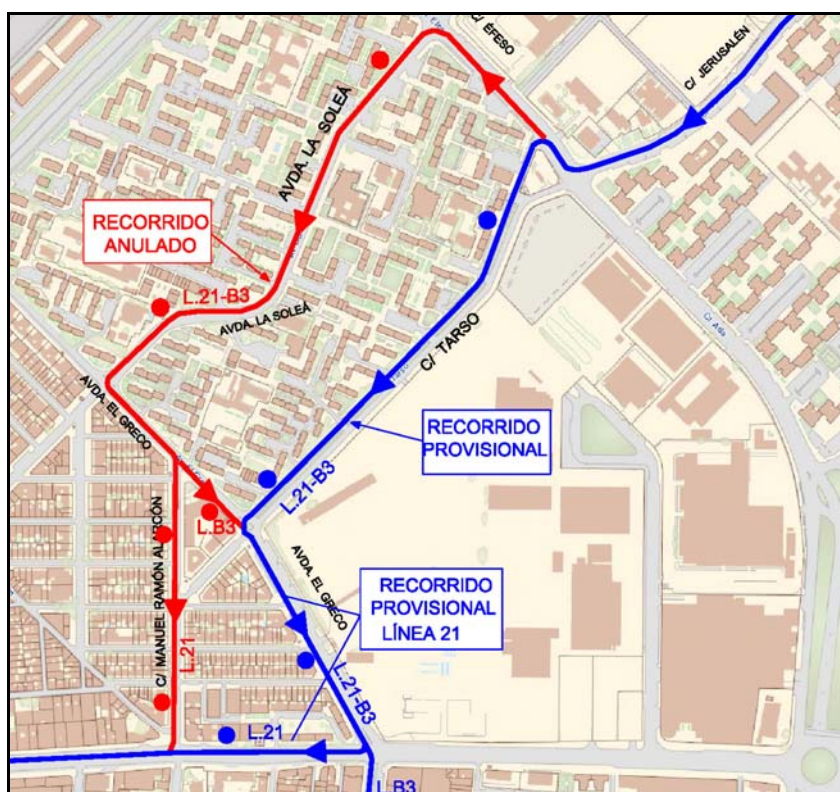 C/ ÉFESO
C/ JERUSALÉN
AVDA. LA SOLEÁ
RECORRIDO
ANULADO
L.21-B3
AVDA. LA SOLEÁ
C/ Ada
C/ TARSO
AVDA. EL GRECO
RECORRIDO
PROVISIONAL
L.21-B3
L.B3
C/ MANUEL RAMÓN ALARCÓN
AVDA. EL GRECO
RECORRIDO
PROVISIONAL
LÍNEA 21
L.21
L.21-B3
L.21
L.B3